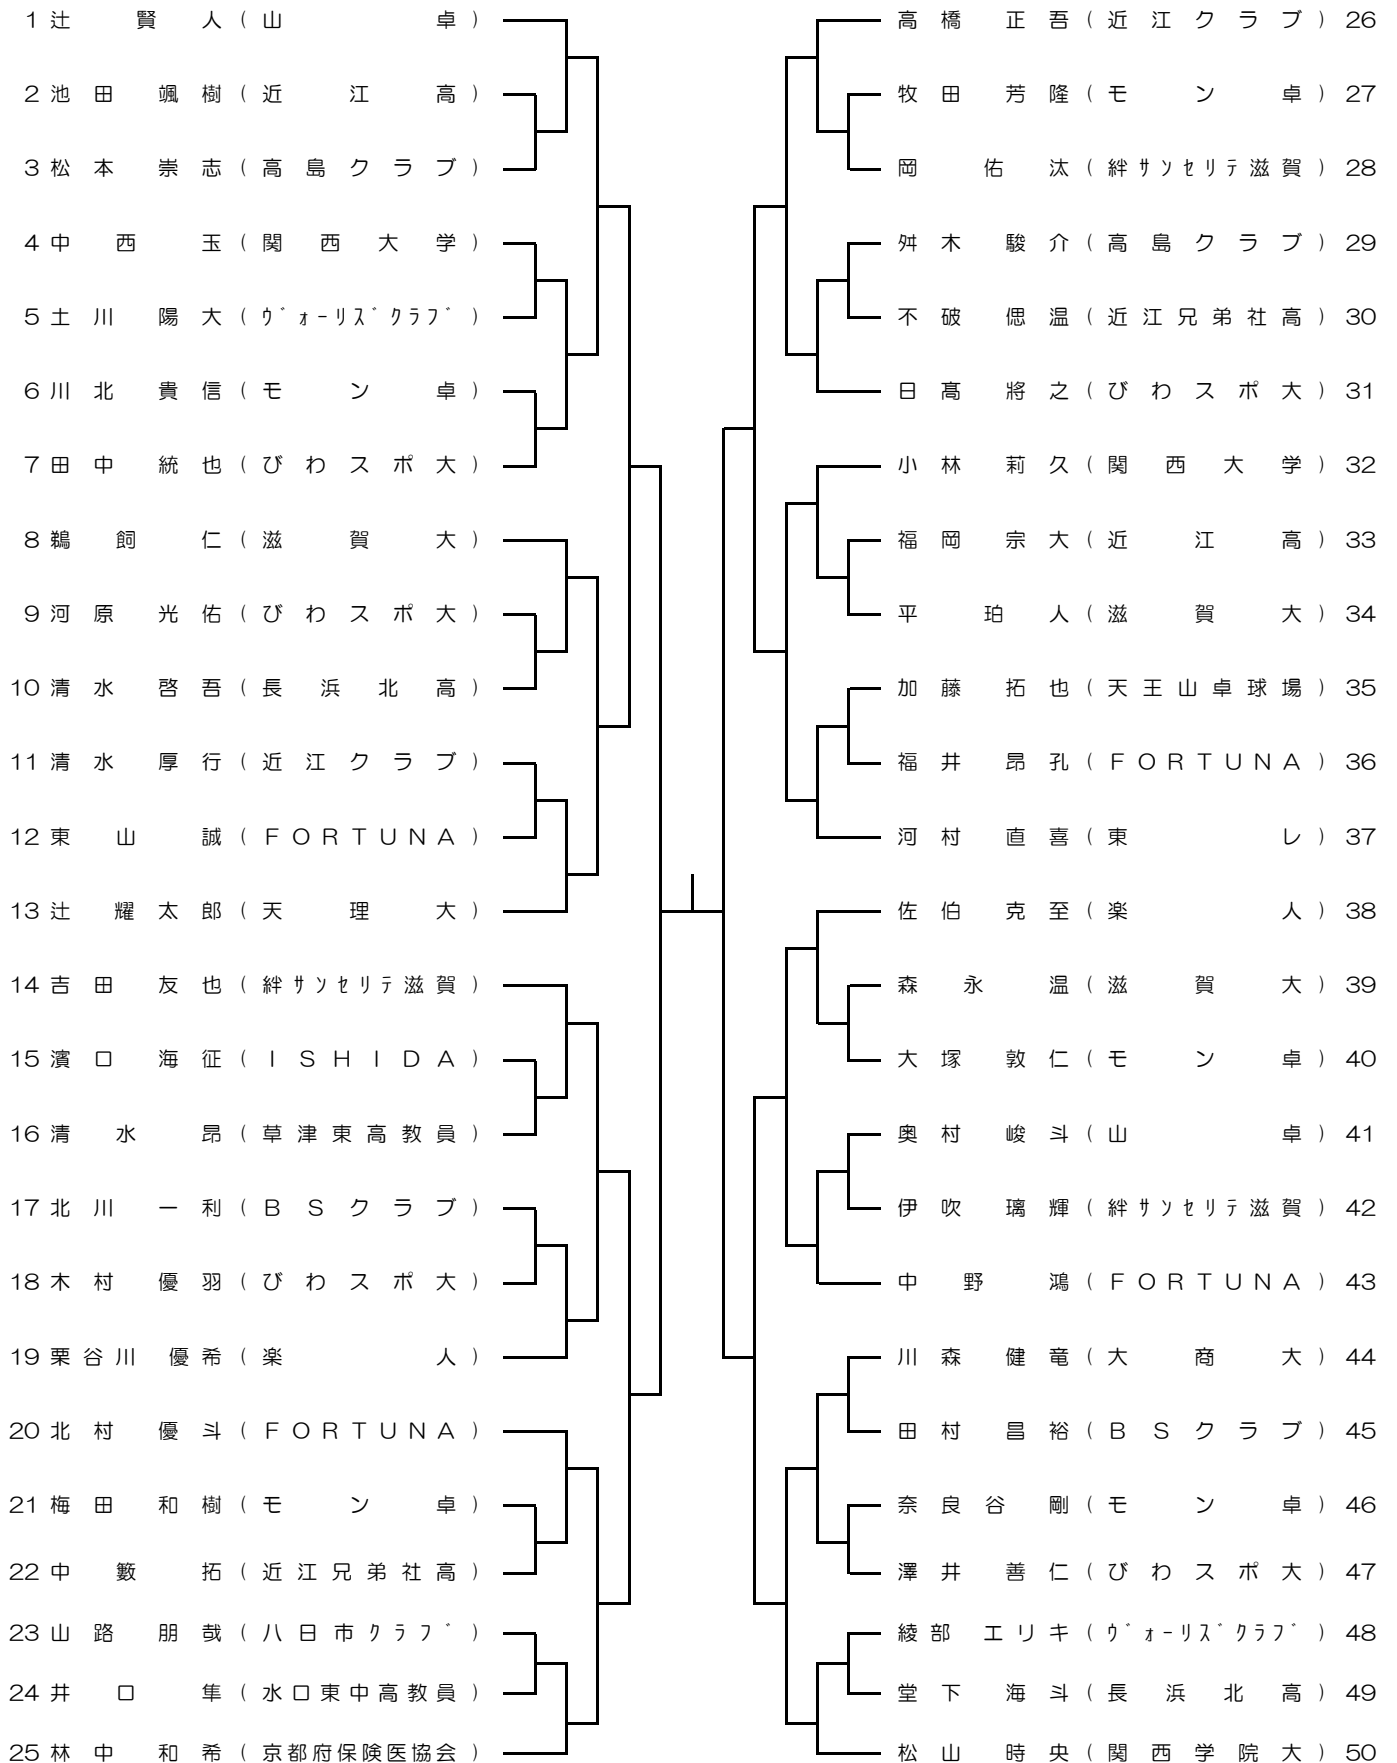 1 辻 賢 人 ( 山 卓 )
2 池 田 颯 樹 ( 近 江 高 )
3 松 本 崇 志 ( 高 島 ク ラ ブ )
4 中 西 玉 ( 関 西 大 学 )
5 土 川 陽 大 ( ｳﾞｫｰﾘｽﾞｸﾗﾌﾞ )
6 川 北 貴 信 ( モ ン 卓 )
7 田 中 統 也 ( び わ ス ポ 大 )
8 鵜 飼 仁 ( 滋 賀 大 )
9 河 原 光 佑 ( び わ ス ポ 大 )
10 清 水 啓 吾 ( 長 浜 北 高 )
11 清 水 厚 行 ( 近 江 ク ラ ブ )
12 東 山 誠 ( ＦＯＲＴＵＮＡ )
13 辻 耀 太 郎 ( 天 理 大 )
14 吉 田 友 也 ( 絆ｻﾝｾﾘﾃ滋賀 )
15 濱 口 海 征 ( ＩＳＨＩＤＡ )
16 清 水 昂 ( 草 津 東 高 教 員 )
17 北 川 一 利 ( Ｂ Ｓ ク ラ ブ )
18 木 村 優 羽 ( び わ ス ポ 大 )
19 栗 谷 川 優 希 ( 楽 人 )
20 北 村 優 斗 ( ＦＯＲＴＵＮＡ )
21 梅 田 和 樹 ( モ ン 卓 )
22 中 籔 拓 ( 近 江 兄 弟 社 高 )
23 山 路 朋 哉 ( 八日市ｸﾗﾌﾞ )
24 井 口 隼 ( 水口東中高教員 )
25 林 中 和 希 ( 京都府保険医協会 )
高 橋 正 吾 ( 近 江 ク ラ ブ ) 26
牧 田 芳 隆 ( モ ン 卓 ) 27
岡 佑 汰 ( 絆ｻﾝｾﾘﾃ滋賀 ) 28
舛 木 駿 介 ( 高 島 ク ラ ブ ) 29
不 破 偲 温 ( 近 江 兄 弟 社 高 ) 30
日 髙 將 之 ( び わ ス ポ 大 ) 31
小 林 莉 久 ( 関 西 大 学 ) 32
福 岡 宗 大 ( 近 江 高 ) 33
平 珀 人 ( 滋 賀 大 ) 34
加 藤 拓 也 ( 天 王 山 卓 球 場 ) 35
福 井 昂 孔 ( ＦＯＲＴＵＮＡ ) 36
河 村 直 喜 ( 東 レ ) 37
佐 伯 克 至 ( 楽 人 ) 38
森 永 温 ( 滋 賀 大 ) 39
大 塚 敦 仁 ( モ ン 卓 ) 40
奥 村 峻 斗 ( 山 卓 ) 41
伊 吹 璃 輝 ( 絆ｻﾝｾﾘﾃ滋賀 ) 42
中 野 鴻 ( ＦＯＲＴＵＮＡ ) 43
川 森 健 竜 ( 大 商 大 ) 44
田 村 昌 裕 ( Ｂ Ｓ ク ラ ブ ) 45
奈 良 谷 剛 ( モ ン 卓 ) 46
澤 井 善 仁 ( び わ ス ポ 大 ) 47
綾 部 エ リ キ ( ｳﾞｫｰﾘｽﾞｸﾗﾌﾞ ) 48
堂 下 海 斗 ( 長 浜 北 高 ) 49
松 山 時 央 ( 関 西 学 院 大 ) 50